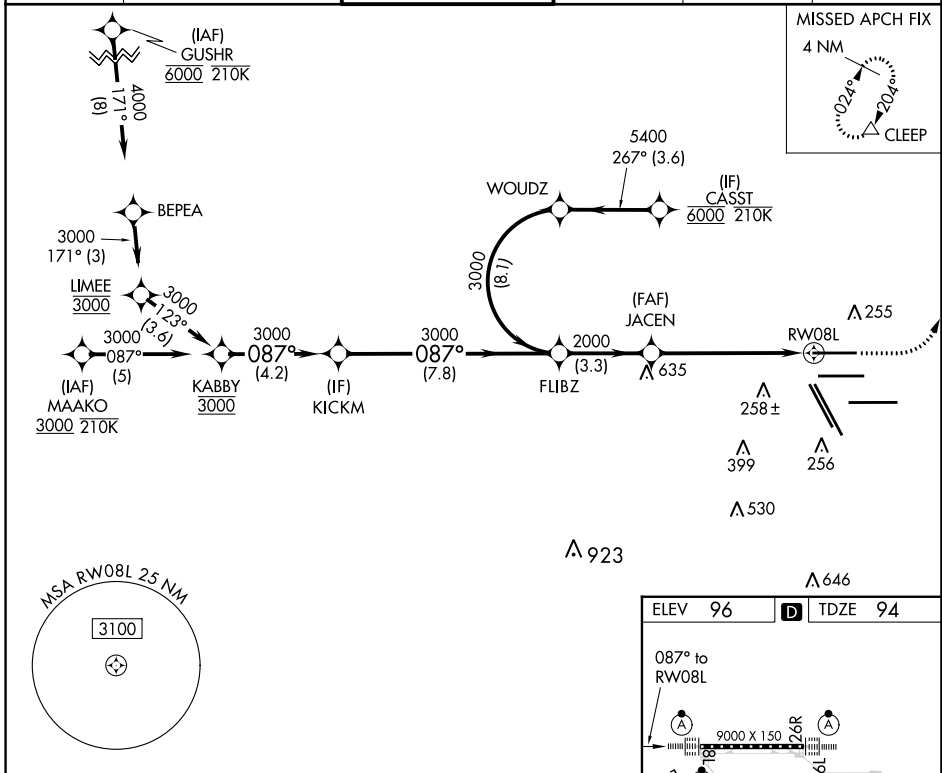 MISSED APCH FIX
4 NM
024°
204°
CLEEP
(IAF)
GUSHR
6000 210K
4000
171°
(8)
5400
267° (3.6)
WOUDZ
(IF)
CASST
6000 210K
BEPEA
3000
171° (3)
LIMEE
3000
3000
123°
(3.6)
3000
(8.1)
(FAF)
JACEN
RW08L
255
3000
087°
(5)
3000
087°
(4.2)
3000
087°
(7.8)
2000
(3.3)
635
(IAF)
MAAKO
3000 210K
KABBY
3000
(IF)
KICKM
FLIBZ
258 ±
399
256
530
923
646
MSA RW08L 25 NM
3100
ELEV 96 D TDZE 94
087° to
RW08L
A
A
9000 X 150
26R